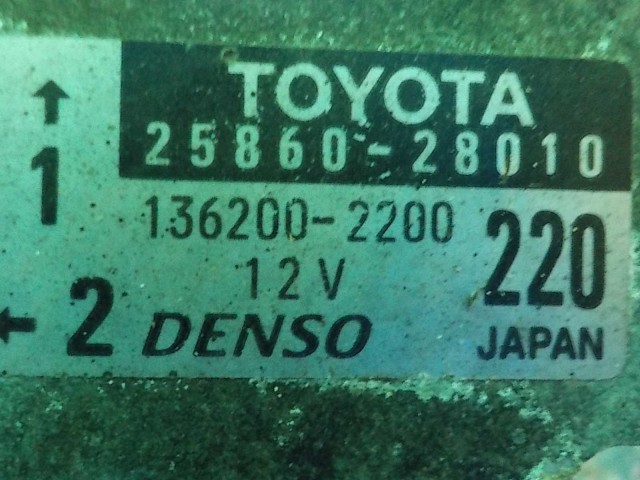 ↑
1
← 2
TOYOTA
25860-28010
136200-2200
12V
220
DENSO
JAPAN